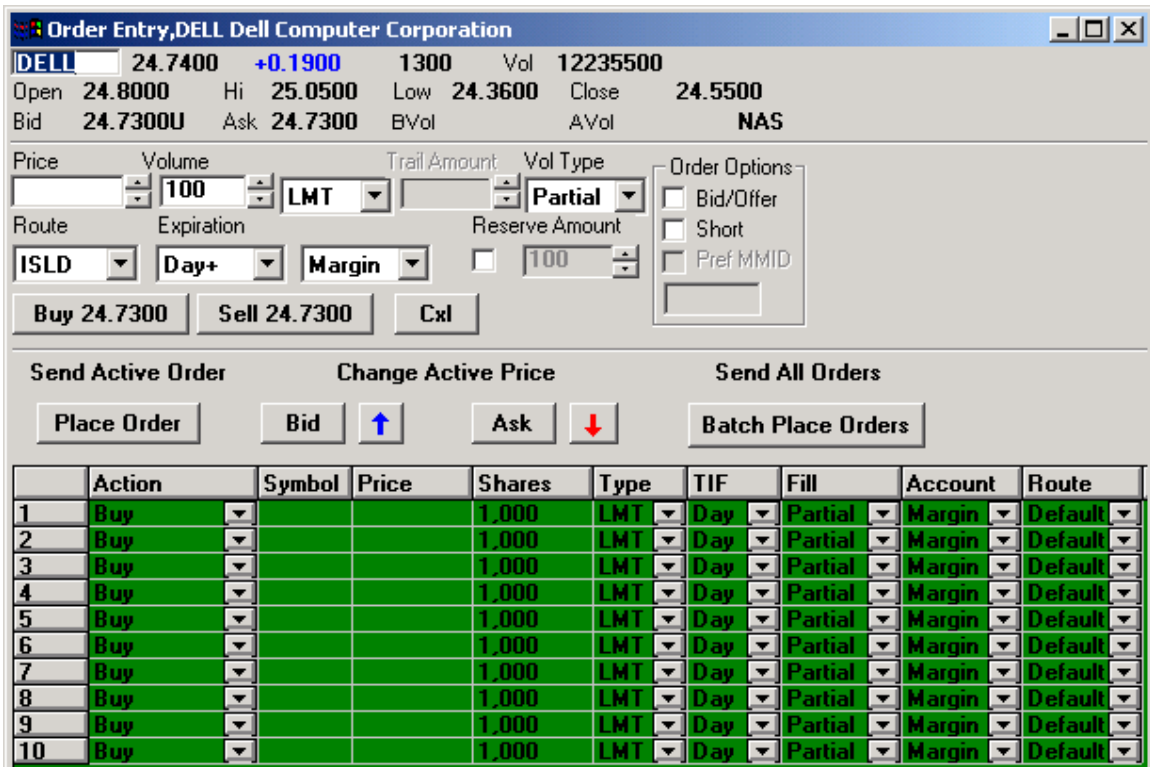 Order Entry,DELL Dell Computer Corporation
DELL 24.7400 +0.1900 1300 Vol 12235500
Open 24.8000 Hi 25.0500 Low 24.3600 Close 24.5500
Bid 24.7300U Ask 24.7300 BVol AVol NAS
Price Volume Trail Amount Vol Type Order Options
100 LMT Partial Bid/Offer
Route Expiration Reserve Amount Short
ISLD Day+ Margin 100 Pref MMID
Buy 24.7300 Sell 24.7300 Cxl
Send Active Order Change Active Price Send All Orders
Place Order Bid Ask Batch Place Orders
Action Symbol Price Shares Type TIF Fill Account Route
1 Buy 1,000 LMT Day Partial Margin Default
2 Buy 1,000 LMT Day Partial Margin Default
3 Buy 1,000 LMT Day Partial Margin Default
4 Buy 1,000 LMT Day Partial Margin Default
5 Buy 1,000 LMT Day Partial Margin Default
6 Buy 1,000 LMT Day Partial Margin Default
7 Buy 1,000 LMT Day Partial Margin Default
8 Buy 1,000 LMT Day Partial Margin Default
9 Buy 1,000 LMT Day Partial Margin Default
10 Buy 1,000 LMT Day Partial Margin Default